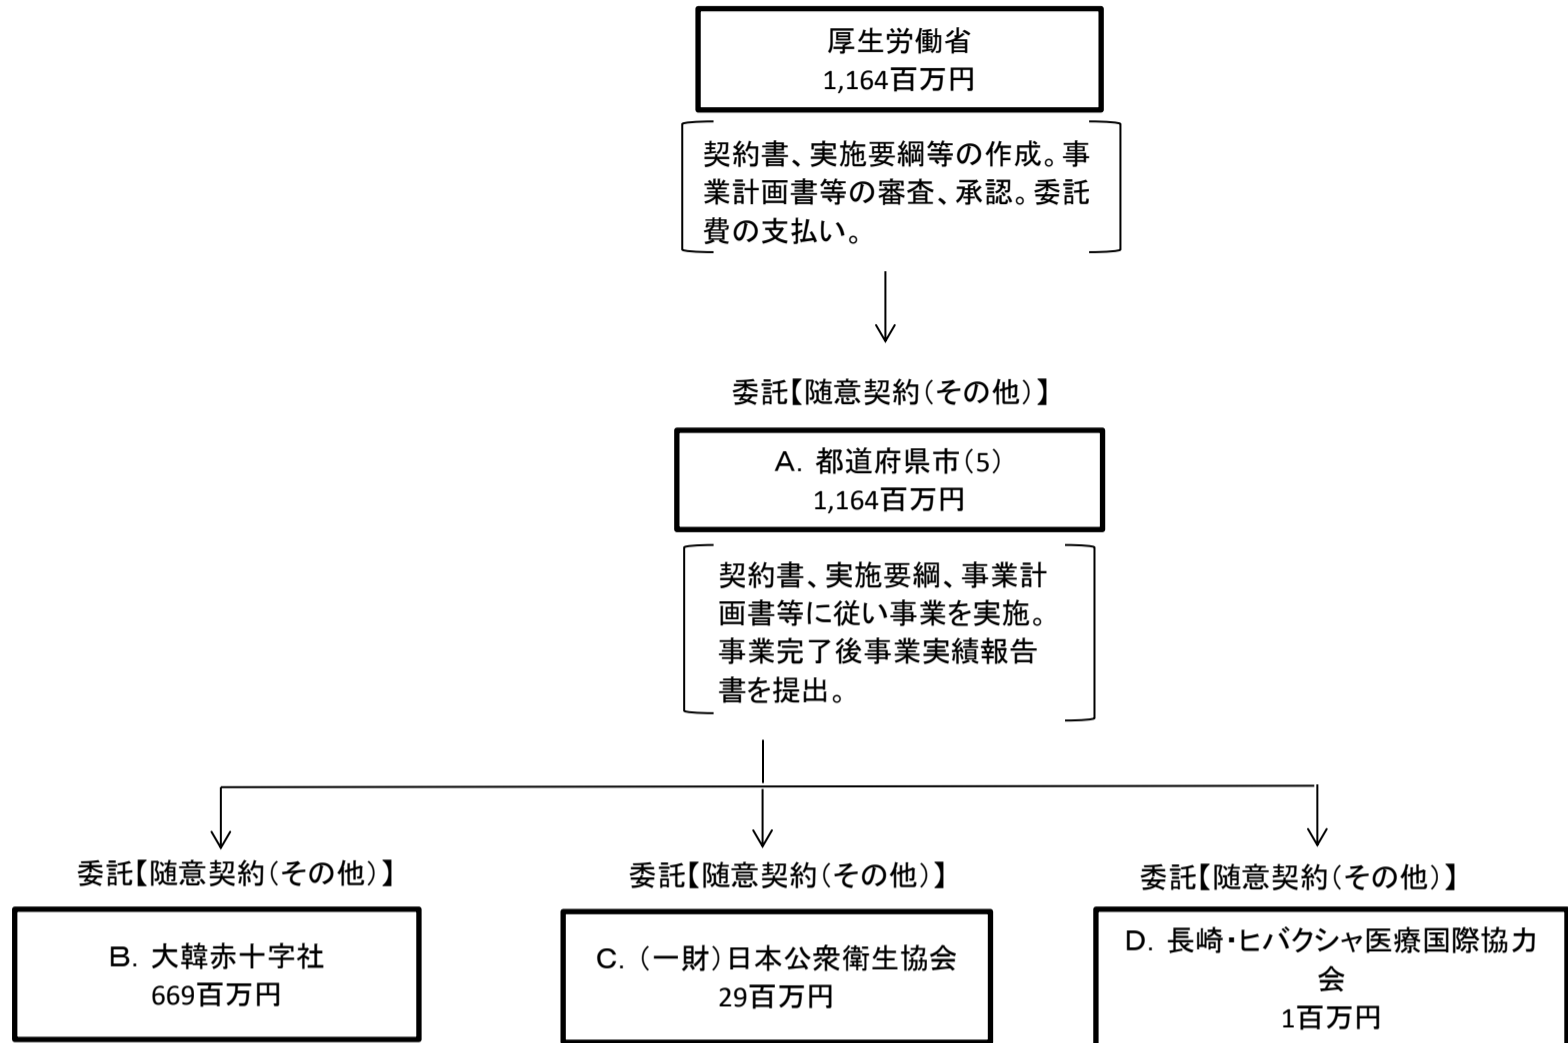 厚生労働省
1,164百万円
契約書、実施要綱等の作成。事
業計画書等の審査、承認。委託
費の支払い。
委託【随意契約（その他）】
A．都道府県市（5）
1,164百万円
契約書、実施要綱、事業計
画書等に従い事業を実施。
事業完了後事業実績報告
書を提出。
委託【随意契約（その他）】
委託【随意契約（その他）】
委託【随意契約（その他）】
B．大韓赤十字社
669百万円
C．（一財）日本公衆衛生協会
29百万円
D．長崎・ヒバクシャ医療国際協力
会
1百万円